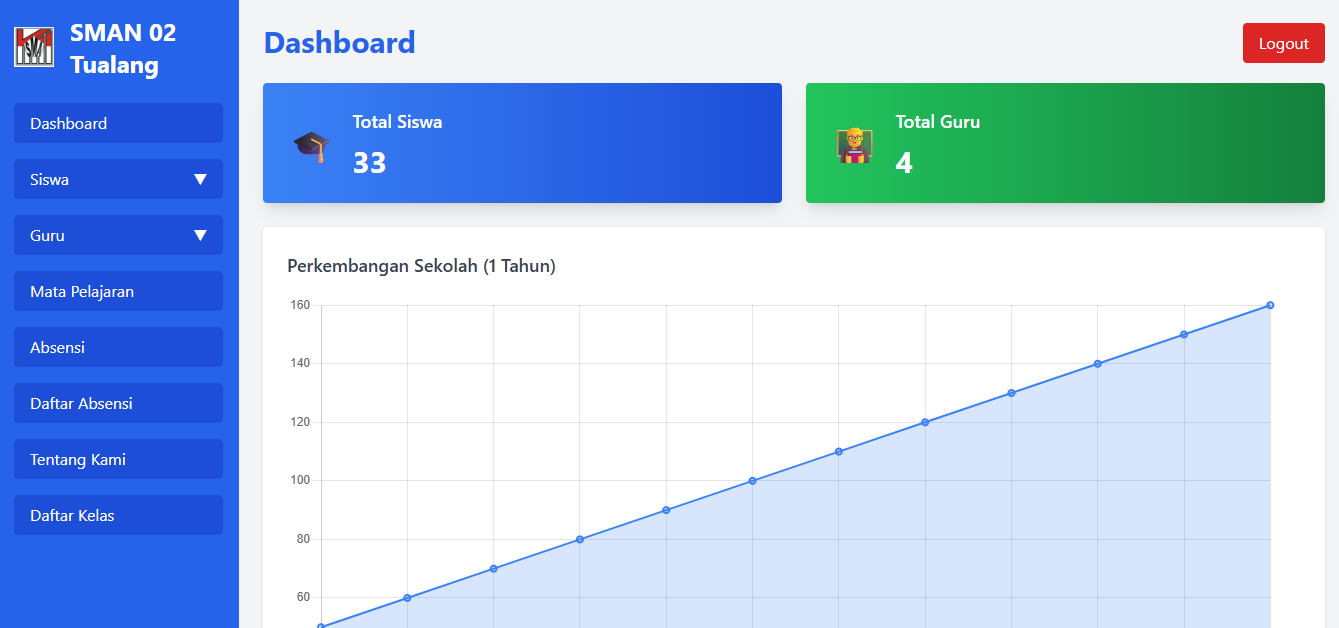 SMAN 02
Tualang
Dashboard
Siswa
Guru
Mata Pelajaran
Absensi
Daftar Absensi
Tentang Kami
Daftar Kelas
Dashboard
Logout
Total Siswa
33
Total Guru
4
Perkembangan Sekolah (1 Tahun)
160
140
120
100
80
60